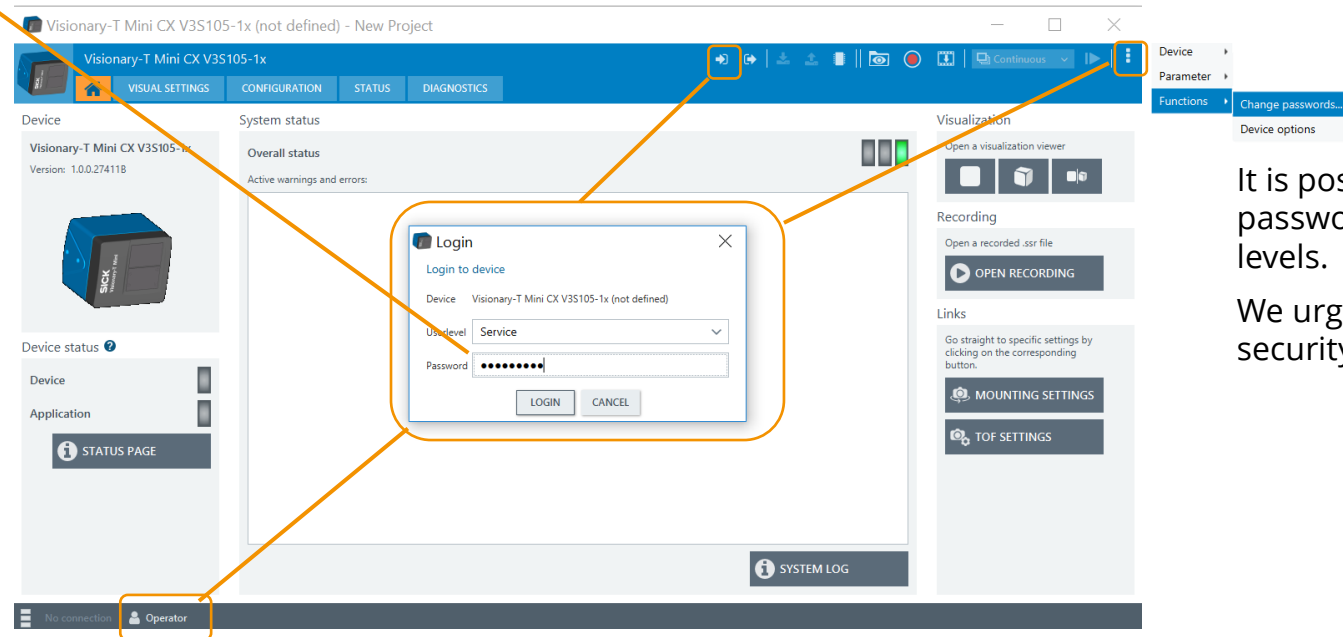 Visionary-T Mini CX V3S105-1x (not defined) - New Project
Visionary-T Mini CX V3S105-1x
Continuous
VISUAL SETTINGS
CONFIGURATION
STATUS
DIAGNOSTICS
Device
Parameter
Functions
Change passwords...
Device options
Device
Visionary-T Mini CX V3S105-1x
Version: 1.0.0.27411B
SICK
Visionary-T Mini
Device status
Device
Application
STATUS PAGE
System status
Overall status
Active warnings and errors:
Login
Login to device
Device Visionary-T Mini CX V3S105-1x (not defined)
Userlevel Service
Password
LOGIN CANCEL
SYSTEM LOG
Visualization
Open a visualization viewer
Recording
Open a recorded .ssr file
OPEN RECORDING
Links
Go straight to specific settings by
clicking on the corresponding
button.
MOUNTING SETTINGS
TOF SETTINGS
It is pos
passwo
levels.
We urg
security
No connection
Operator